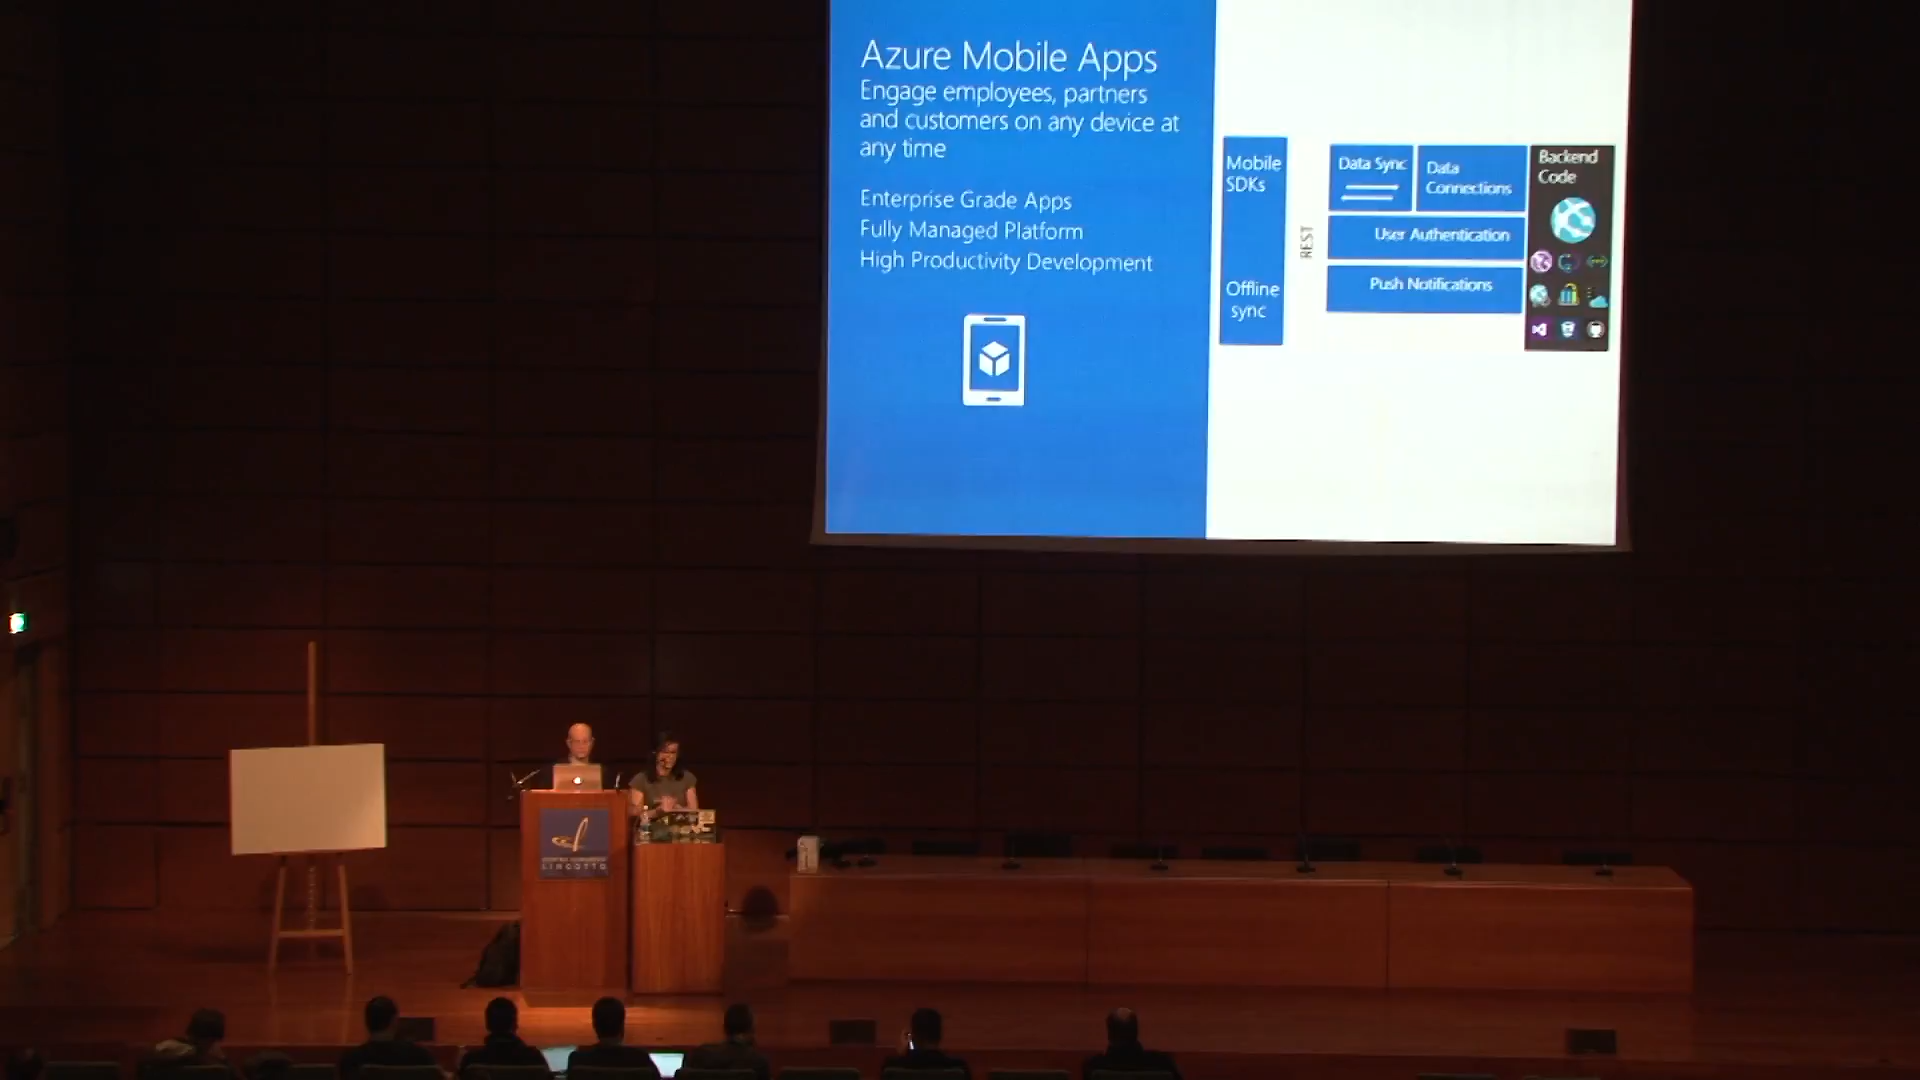 Azure Mobile Apps
Engage employees, partners
and customers on any device at
any time
Enterprise Grade Apps
Fully Managed Platform
High Productivity Development
Mobile
SDKs
Offline
sync
REST
Data Sync
Data
Connections
User Authentication
Push Notifications
Backend
Code
LINGOTTO